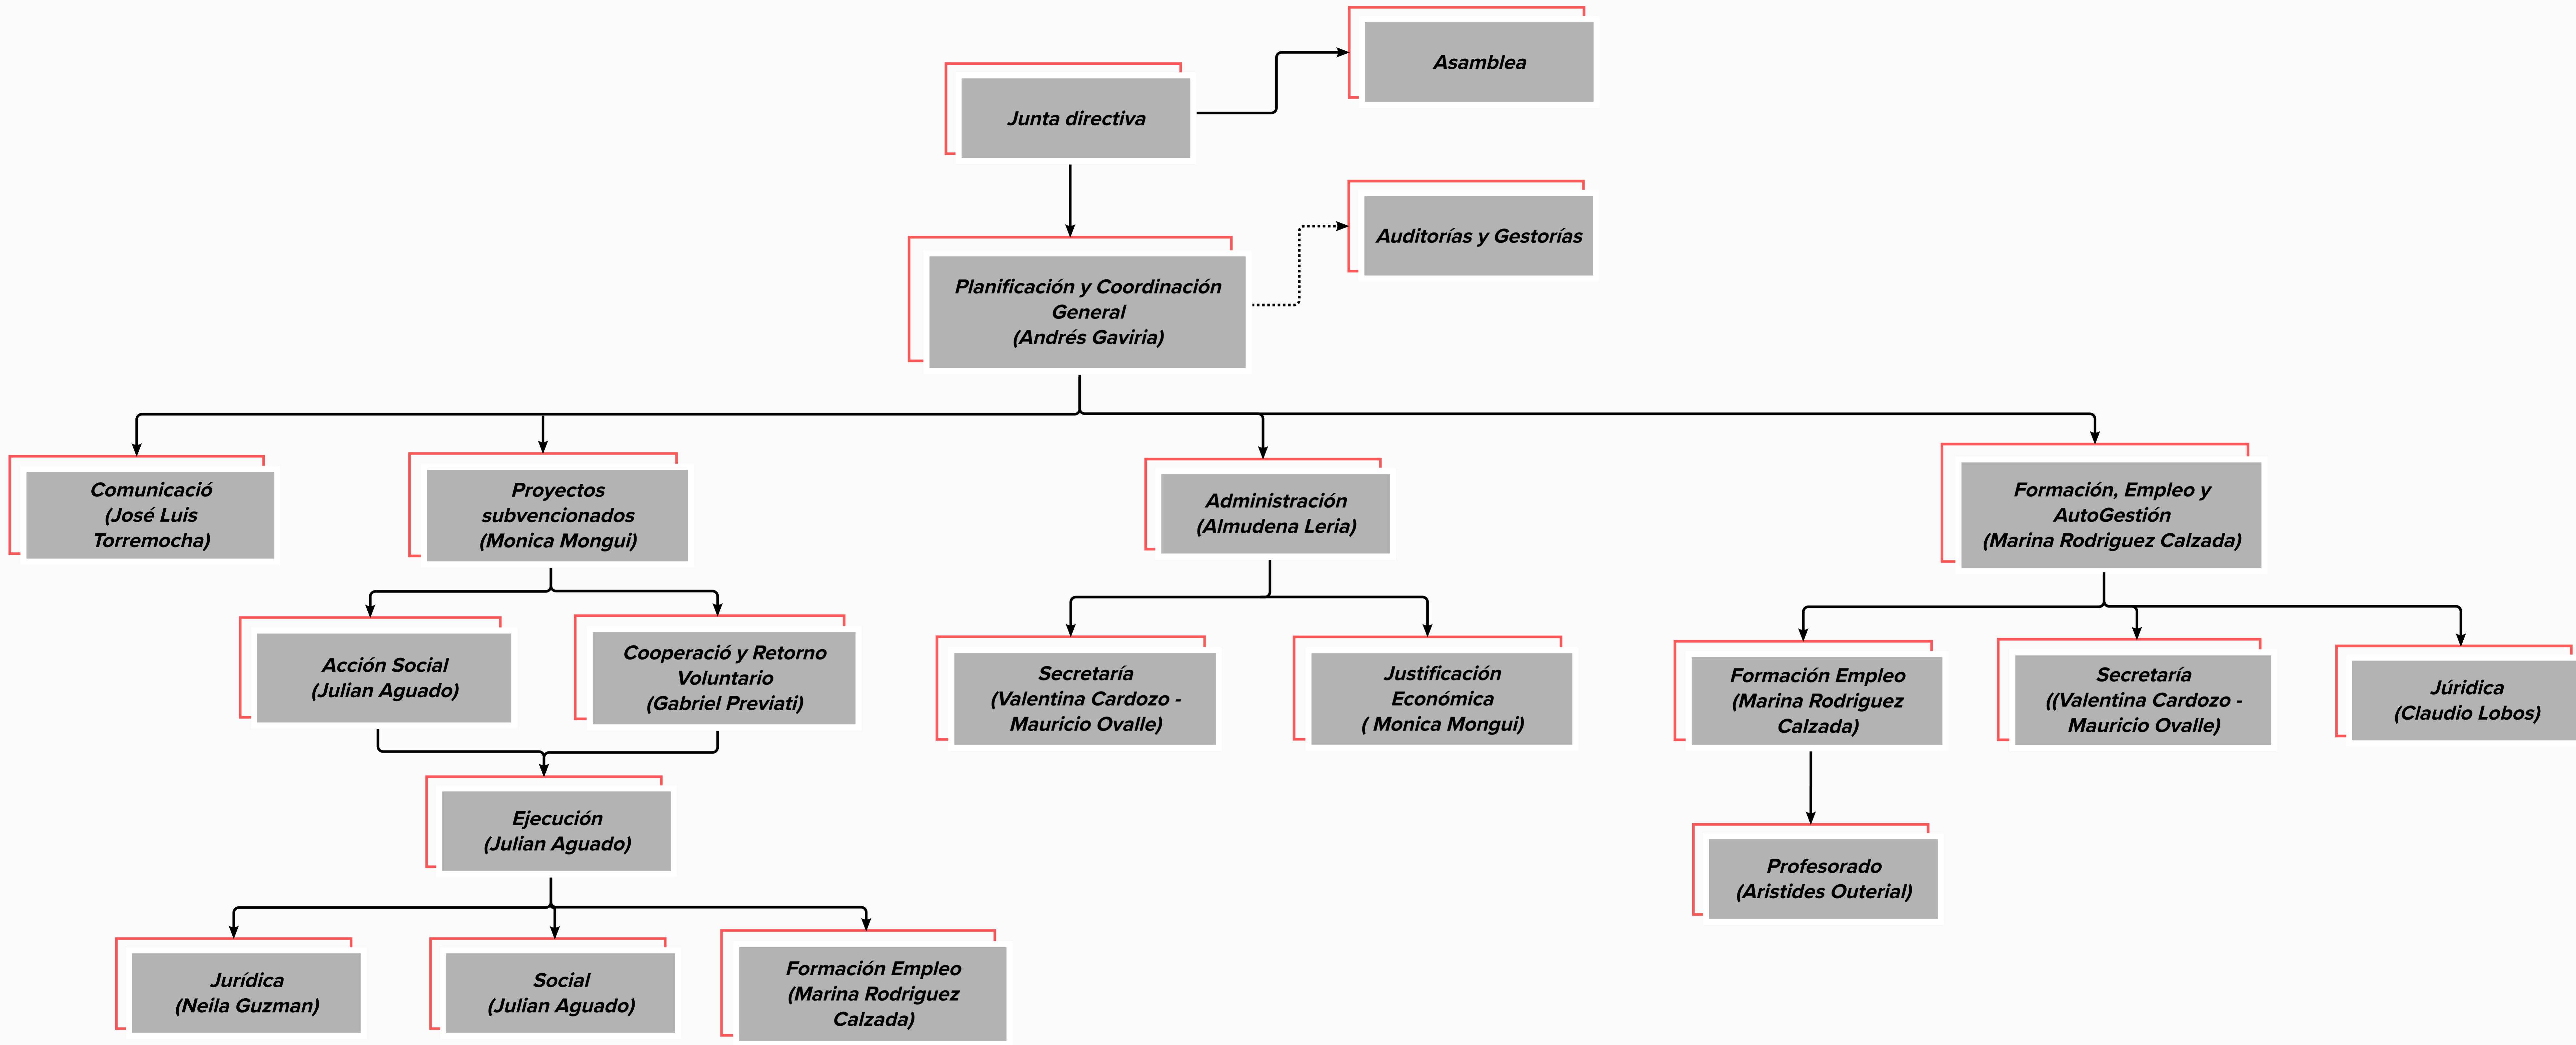 Asamblea
Junta directiva
Auditorías y Gestorías
Planificación y Coordinación
General
(Andrés Gaviria)
Comunicació
(José Luis
Torremocha)
Proyectos
subvencionados
(Monica Mongui)
Administración
(Almudena Leria)
Formación, Empleo y
AutoGestión
(Marina Rodriguez Calzada)
Acción Social
(Julian Aguado)
Cooperació y Retorno
Voluntario
(Gabriel Previati)
Secretaría
(Valentina Cardozo -
Mauricio Ovalle)
Justificación
Económica
( Monica Mongui)
Formación Empleo
(Marina Rodriguez
Calzada)
Secretaría
((Valentina Cardozo -
Mauricio Ovalle)
Júridica
(Claudio Lobos)
Ejecución
(Julian Aguado)
Profesorado
(Aristides Outerial)
Jurídica
(Neila Guzman)
Social
(Julian Aguado)
Formación Empleo
(Marina Rodriguez
Calzada)